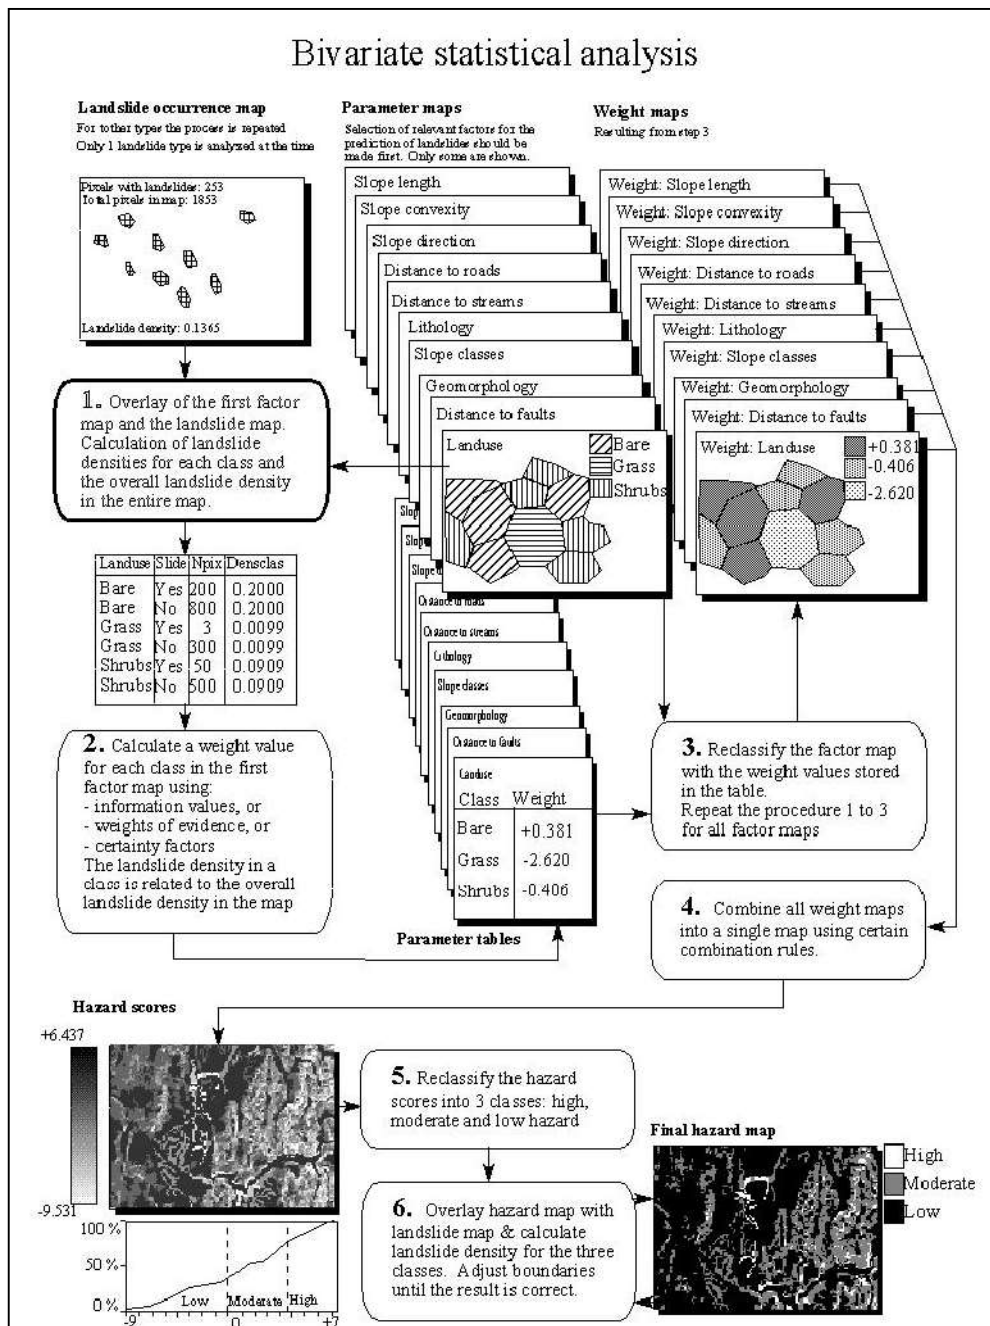 Bivariate statistical analysis
Landslide occurrence map
For tother types the process is repeated
Only 1 landslide type is analyzed at the time
Pixels with landslides: 253
Total pixels in map: 1853
Landslide density: 0.1365
Parameter maps
Selection of relevant factors for the
prediction of landslides should be
made first. Only some are shown.
Slope length
Slope convexity
Slope direction
Distance to roads
Distance to streams
Lithology
Slope classes
Geomorphology
Distance to faults
Landuse
Bare
Grass
Shrubs
Weight maps
Resulting from step 3
Weight: Slope length
Weight: Slope convexity
Weight: Slope direction
Weight: Distance to roads
Weight: Distance to streams
Weight: Lithology
Weight: Slope classes
Weight: Geomorphology
Weight: Distance to faults
Weight: Landuse
+0.381
-0.406
-2.620
1. Overlay of the first factor
map and the landslide map.
Calculation of landslide
densities for each class and
the overall landslide density
in the entire map.
Landuse Slide Npix Densclas
Bare Yes 200 0.2000
Bare No 800 0.2000
Grass Yes 3 0.0099
Grass No 300 0.0099
Shrubs Yes 50 0.0909
Shrubs No 500 0.0909
2. Calculate a weight value
for each class in the first
factor map using:
- information values, or
- weights of evidence, or
- certainty factors
The landslide density in a
class is related to the overall
landslide density in the map
Distance to streams
Lithology
Slope classes
Geomorphology
Distance to faults
Landuse
Class Weight
Bare +0.381
Grass -2.620
Shrubs -0.406
Parameter tables
3. Reclassify the factor map
with the weight values stored
in the table.
Repeat the procedure 1 to 3
for all factor maps
4. Combine all weight maps
into a single map using certain
combination rules.
Hazard scores
+6.437
-9.531
100 %
50 %
0 %
Low Moderate High
-9 0 +7
5. Reclassify the hazard
scores into 3 classes: high,
moderate and low hazard
6. Overlay hazard map with
landslide map & calculate
landslide density for the three
classes. Adjust boundaries
until the result is correct.
Final hazard map
High
Moderate
Low